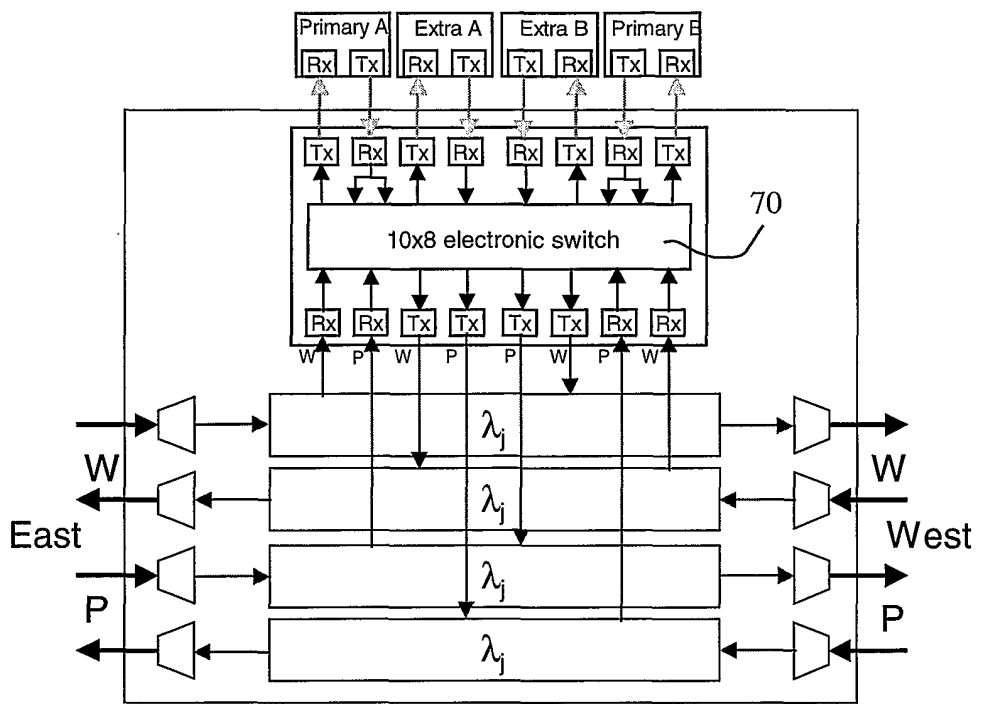 Primary A Extra A Extra B Primary B
Rx Tx Rx Tx Tx Rx Tx Rx
Tx Rx Tx Rx Rx Tx Rx Tx
70
10x8 electronic switch
Rx Rx Tx Tx Tx Tx Rx Rx
W P W P P W P W
λj
W W
λj
East West
λj
P P
λj